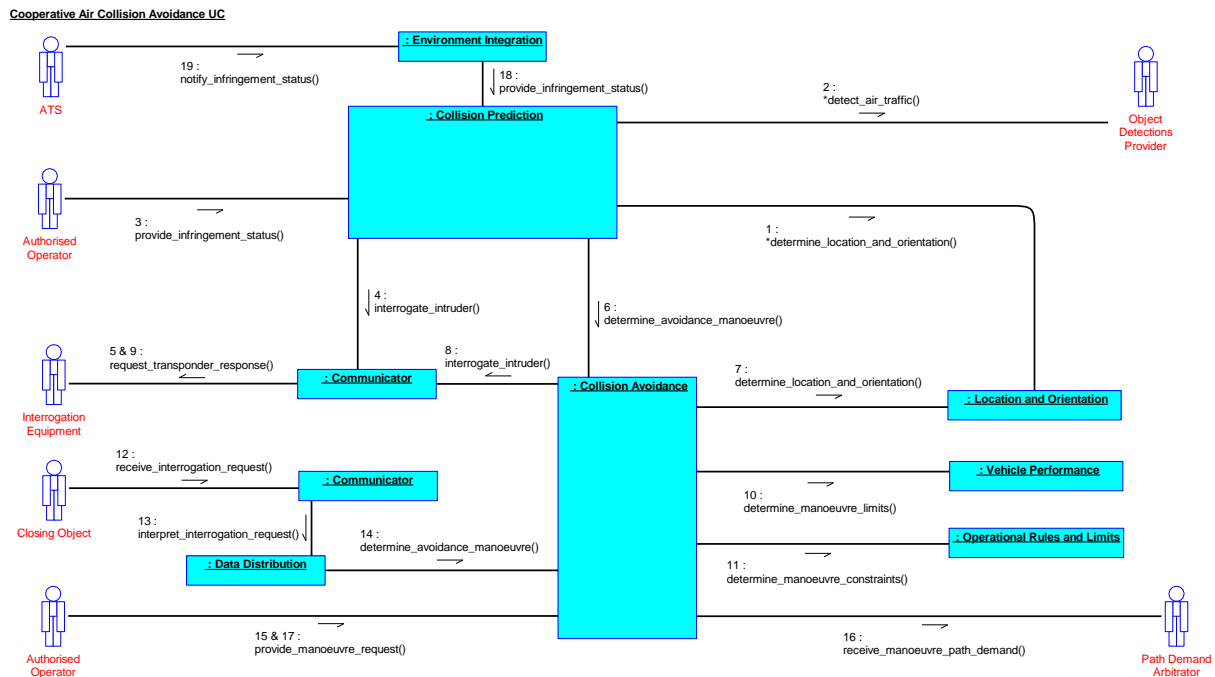 Cooperative Air Collision Avoidance UC
: Environment Integration
19 :
notify_infringement_status()
ATS
18 :
provide_infringement_status()
2 :
*detect_air_traffic()
Object
Detections
Provider
: Collision Prediction
3 :
provide_infringement_status()
Authorised
Operator
1 :
*determine_location_and_orientation()
4 :
interrogate_intruder()
6 :
determine_avoidance_manoeuvre()
5 & 9 :
request_transponder_response()
8 :
interrogate_intruder()
: Communicator
: Collision Avoidance
7 :
determine_location_and_orientation()
: Location and Orientation
Interrogation
Equipment
12 :
receive_interrogation_request()
: Communicator
Closing Object
: Vehicle Performance
10 :
determine_manoeuvre_limits()
13 :
interpret_interrogation_request()
14 :
determine_avoidance_manoeuvre()
: Operational Rules and Limits
: Data Distribution
11 :
determine_manoeuvre_constraints()
15 & 17 :
provide_manoeuvre_request()
16 :
receive_manoeuvre_path_demand()
Authorised
Operator
Path Demand
Arbitrator